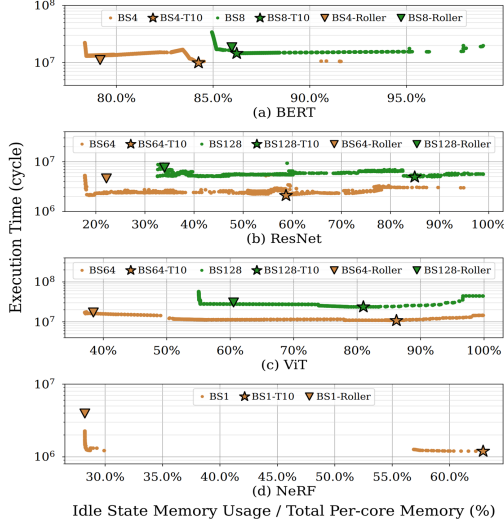 BS4 BS4-T10 BS8 BS8-T10 BS4-Roller BS8-Roller
10^8
10^7
80.0% 85.0% 90.0% 95.0%
(a) BERT
BS64 BS64-T10 BS128 BS128-T10 BS64-Roller BS128-Roller
10^7
10^6
20% 30% 40% 50% 60% 70% 80% 90% 100%
(b) ResNet
BS64 BS64-T10 BS128 BS128-T10 BS64-Roller BS128-Roller
10^8
10^7
40% 50% 60% 70% 80% 90% 100%
(c) ViT
BS1 BS1-T10 BS1-Roller
10^7
10^6
30.0% 35.0% 40.0% 45.0% 50.0% 55.0% 60.0%
(d) NeRF
Execution Time (cycle)
Idle State Memory Usage / Total Per-core Memory (%)